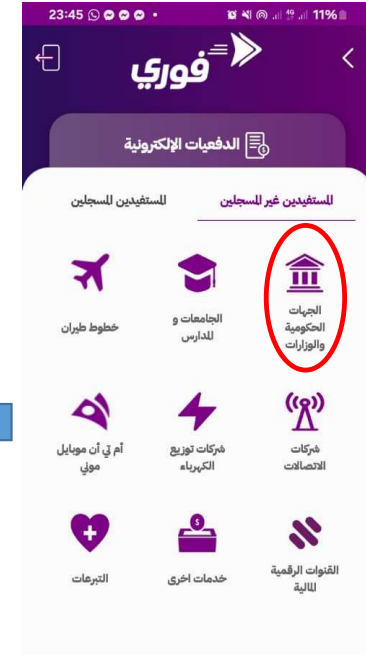 23:45
4G 11%
فوري
الدفعيات الإلكترونية
المستفيدين غير المسجلين
المستفيدين المسجلين
الجهات
الحكومية
والوزارات
الجامعات و
المدارس
خطوط طيران
شركات
الاتصالات
شركات توزيع
الكهرباء
أم تي أن موبايل
موني
القنوات الرقمية
المالية
خدمات اخرى
التبرعات